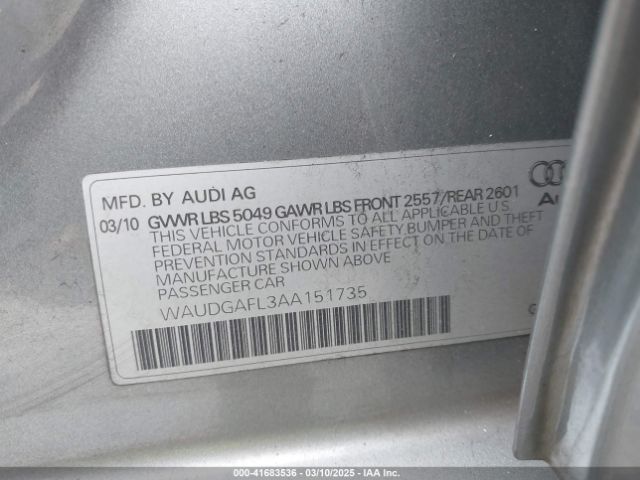 MFD. BY AUDI AG
03/10 GVWR LBS 5049 GAWR LBS FRONT 2557/REAR 2601
THIS VEHICLE CONFORMS TO ALL APPLICABLE U.S.
FEDERAL MOTOR VEHICLE SAFETY BUMPER AND THEFT
PREVENTION STANDARDS IN EFFECT ON THE DATE OF
MANUFACTURE SHOWN ABOVE
PASSENGER CAR
WAUDGAFL3AA151735
000-41683536 — 03/10/2025 — IAA Inc.